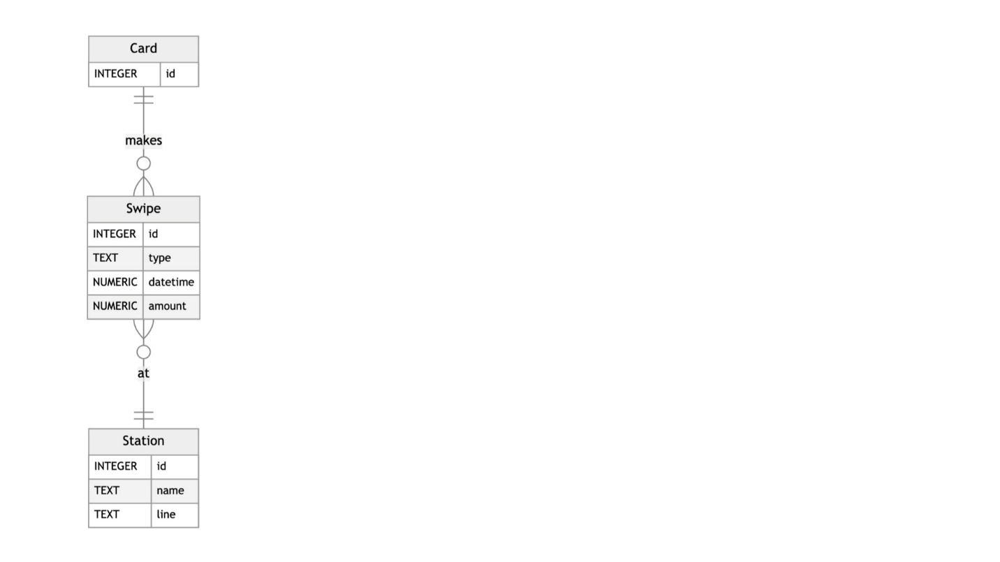 Card
INTEGER id
makes
Swipe
INTEGER id
TEXT type
NUMERIC datetime
NUMERIC amount
at
Station
INTEGER id
TEXT name
TEXT line